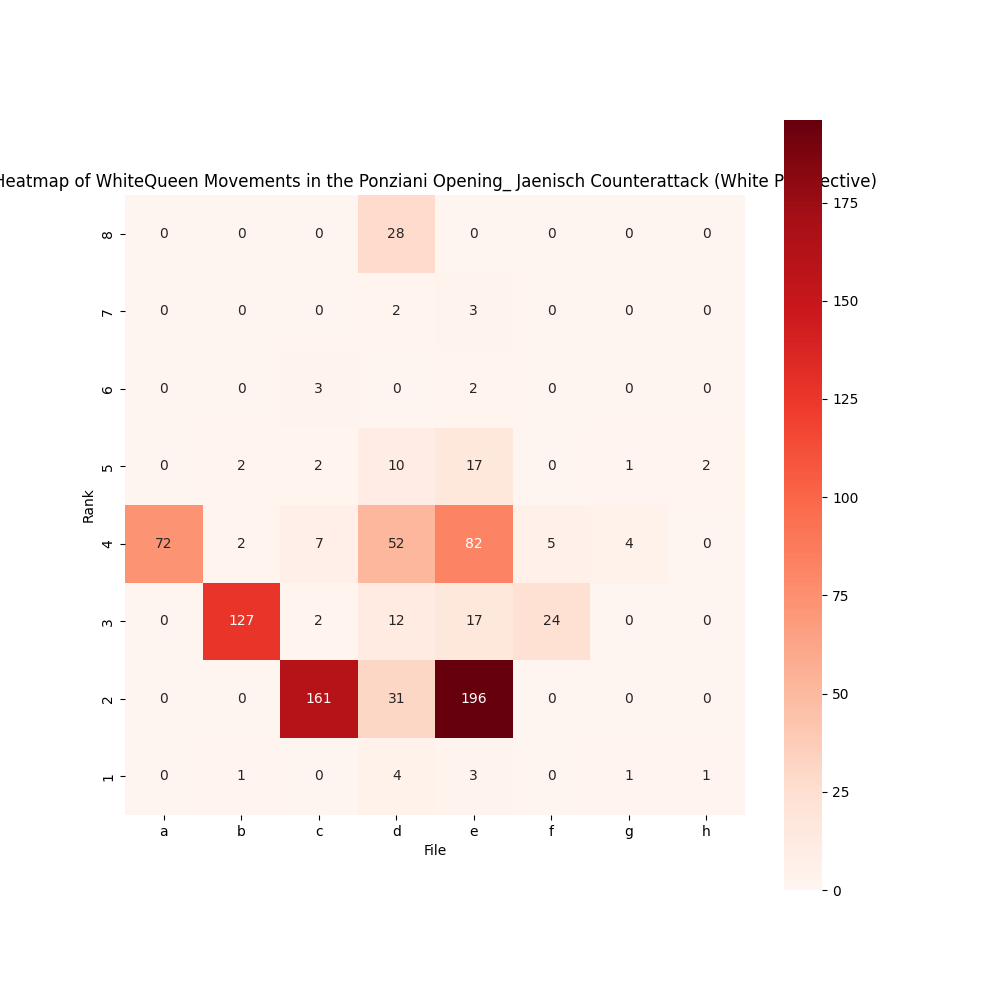 Heatmap of WhiteQueen Movements in the Ponziani Opening_ Jaenisch Counterattack (White P ective)
175
150
125
100
75
50
25
0
8 0 0 0 28 0 0 0 0
7 0 0 0 2 3 0 0 0
6 0 0 3 0 2 0 0 0
5 0 2 2 10 17 0 1 2
Rank
4 72 2 7 52 82 5 4 0
3 0 127 2 12 17 24 0 0
2 0 0 161 31 196 0 0 0
1 0 1 0 4 3 0 1 1
a b c d e f g h
File